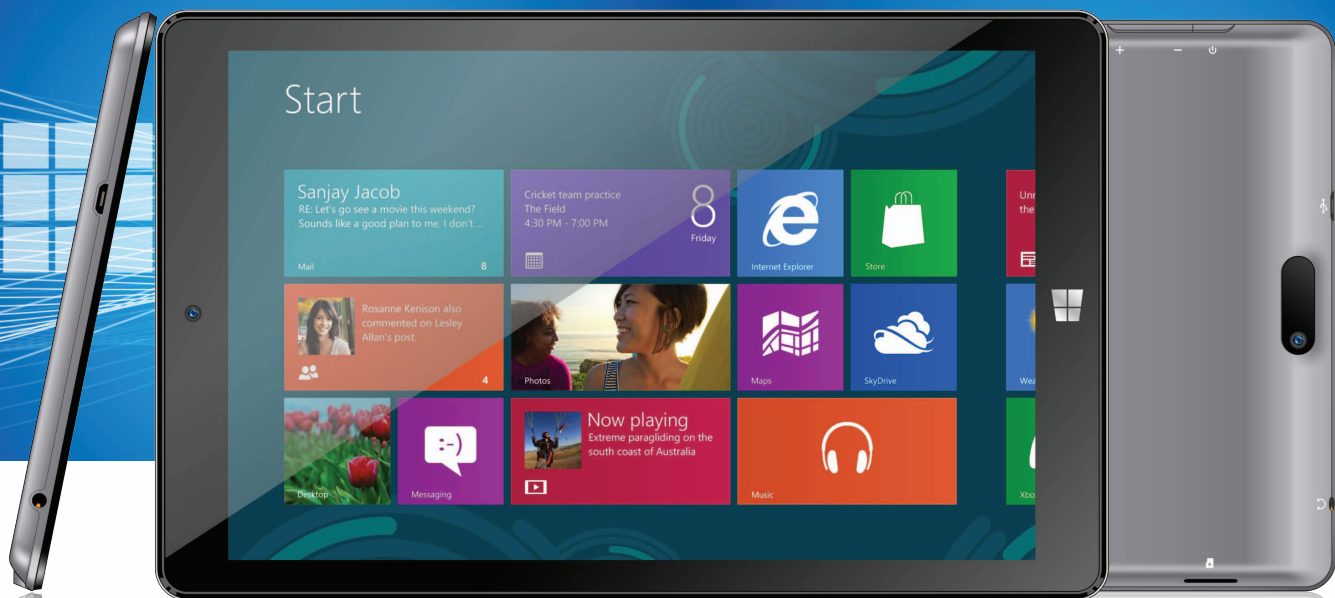 Start
Sanjay Jacob
RE: Let's go see a movie this weekend?
Sounds like a good plan to me. I don't ...
Mail
8
Cricket team practice
The Field
4:30 PM - 7:00 PM
8
Friday
Internet Explorer
Store
the
Roxanne Kenison also
commented on Lesley
Allan's post.
4
Photos
Maps
SkyDrive
Wea
Desktop
Messaging
:-)
Now playing
Extreme paragliding on the
south coast of Australia
Music
Xbo
+
-